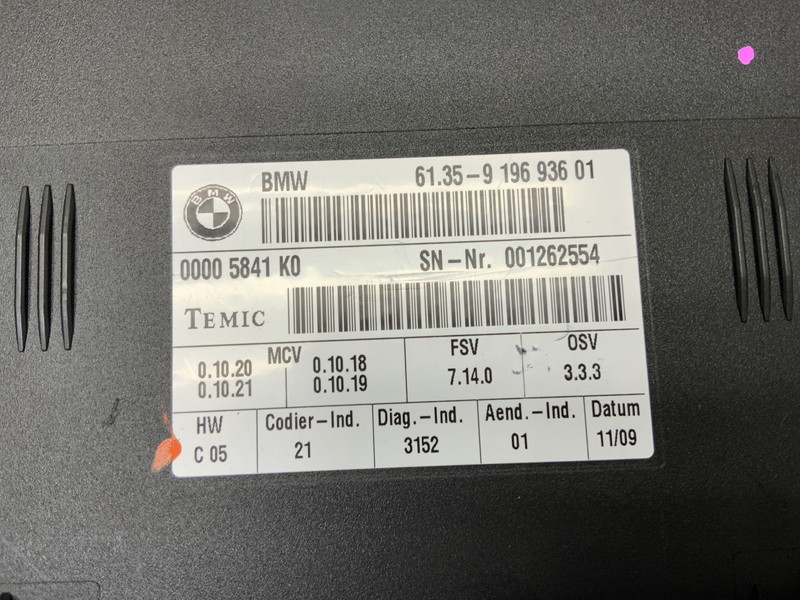 BMW
BMW 61.35-9 196 936 01
0000 5841 K0 SN-Nr. 001262554
TEMIC
MCV FSV OSV
0.10.20 0.10.18 7.14.0 3.3.3
0.10.21 0.10.19
HW Codier-Ind. Diag.-Ind. Aend.-Ind. Datum
C 05 21 3152 01 11/09